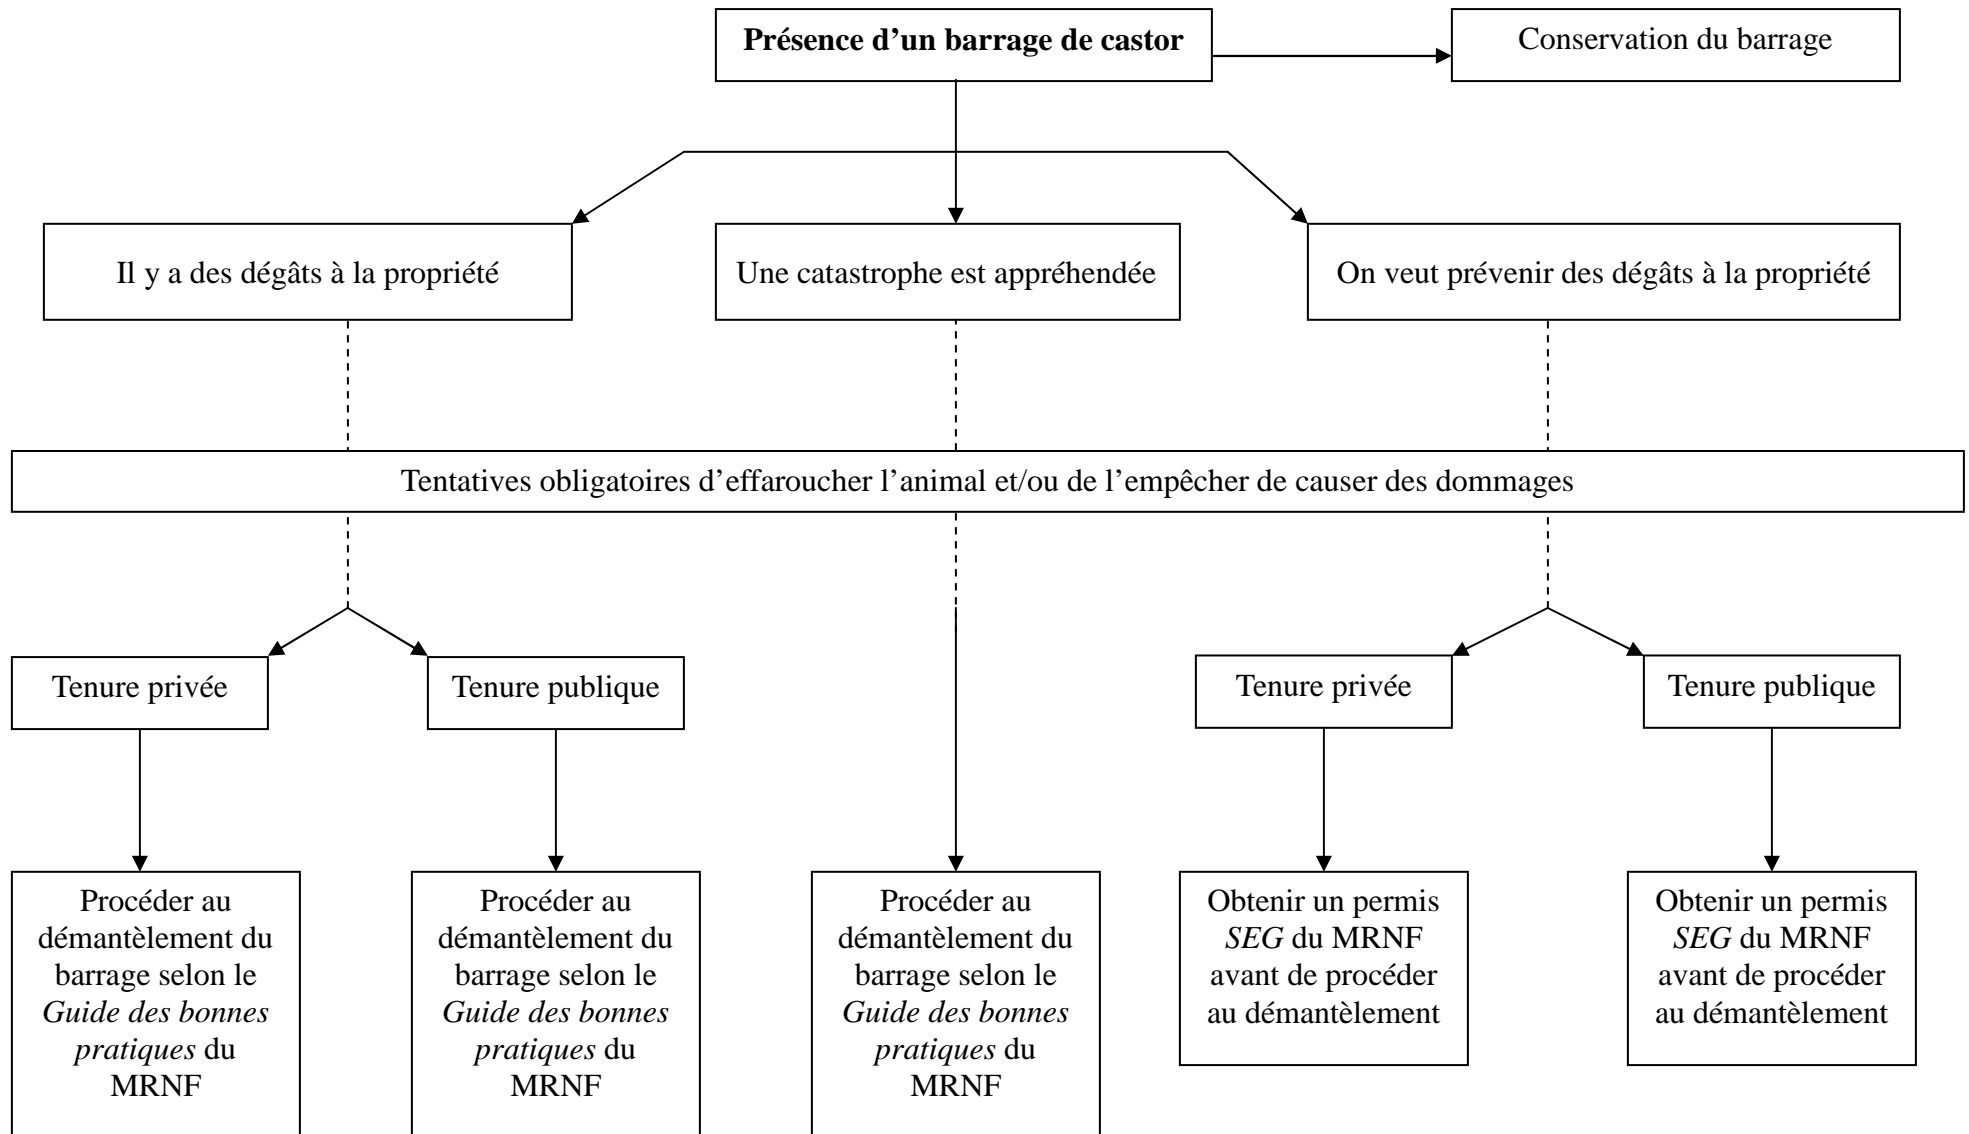 Présence d’un barrage de castor
Conservation du barrage
Il y a des dégâts à la propriété
Une catastrophe est appréhendée
On veut prévenir des dégâts à la propriété
Tentatives obligatoires d’effaroucher l’animal et/ou de l’empêcher de causer des dommages
Tenure privée
Tenure publique
Tenure privée
Tenure publique
Procéder au
démantèlement du
barrage selon le
Guide des bonnes
pratiques du
MRNF
Procéder au
démantèlement du
barrage selon le
Guide des bonnes
pratiques du
MRNF
Procéder au
démantèlement du
barrage selon le
Guide des bonnes
pratiques du
MRNF
Obtenir un permis
SEG du MRNF
avant de procéder
au démantèlement
Obtenir un permis
SEG du MRNF
avant de procéder
au démantèlement